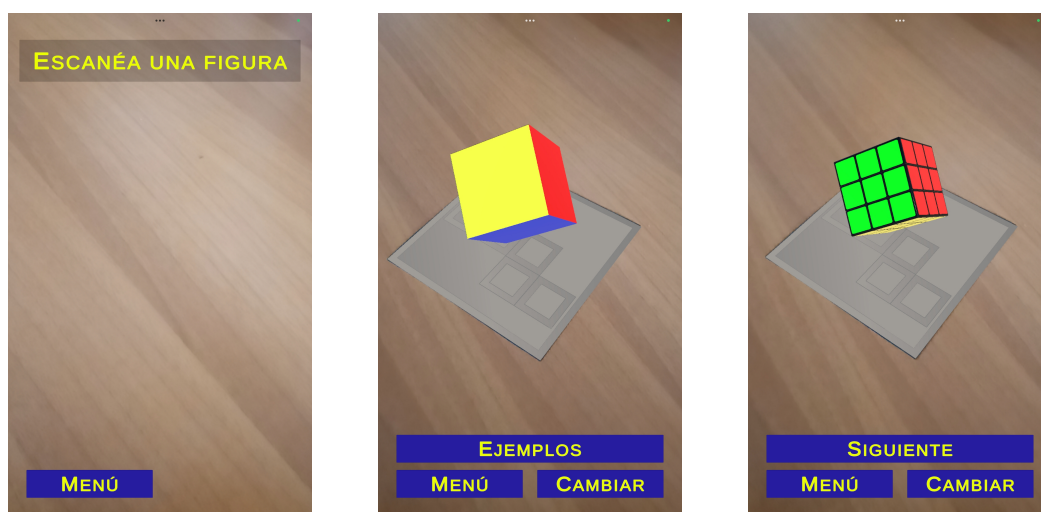 Escanéa una figura
Menú
Ejemplos
Menú
Cambiar
Siguiente
Menú
Cambiar